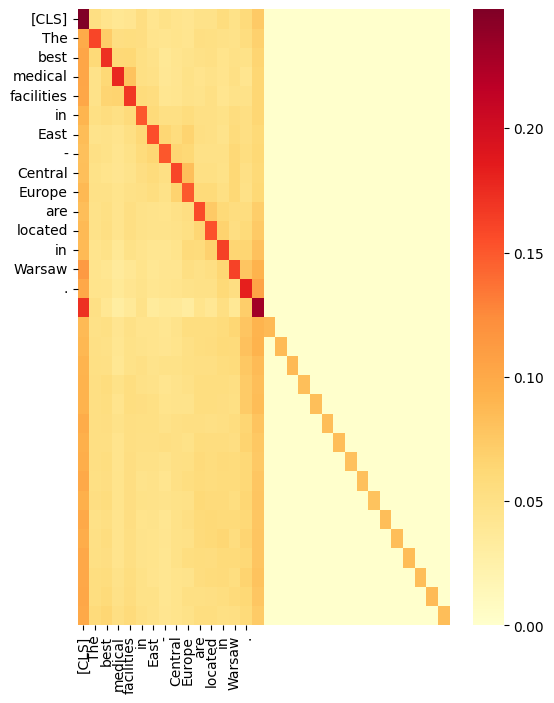 [CLS]
The
best
medical
facilities
in
East
-
Central
Europe
are
located
in
Warsaw
.
[CLS]
The
best
medical
facilities
in
East
-
Central
Europe
are
located
in
Warsaw
.
0.20
0.15
0.10
0.05
0.00